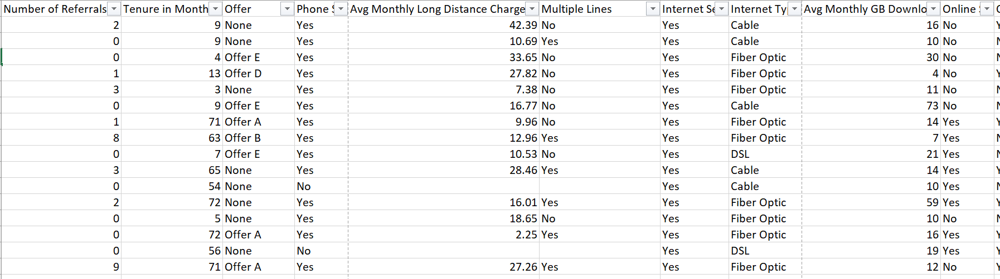 Number of Referrals Tenure in Month Offer Phone S Avg Monthly Long Distance Charge Multiple Lines Internet Se Internet Ty Avg Monthly GB Downlo Online
2 9 None Yes 42.39 No Yes Cable 16 No
0 9 None Yes 10.69 Yes Yes Cable 10 No
0 4 Offer E Yes 33.65 No Yes Fiber Optic 30 No
1 13 Offer D Yes 27.82 No Yes Fiber Optic 4 No
3 3 None Yes 7.38 No Yes Fiber Optic 11 No
0 9 Offer E Yes 16.77 No Yes Cable 73 No
1 71 Offer A Yes 9.96 No Yes Fiber Optic 14 Yes
8 63 Offer B Yes 12.96 Yes Yes Fiber Optic 7 Yes
0 7 Offer E Yes 10.53 No Yes DSL 21 Yes
3 65 None Yes 28.46 Yes Yes Cable 14 Yes
0 54 None No Yes Cable 10 Yes
2 72 None Yes 16.01 Yes Yes Fiber Optic 59 Yes
0 5 None Yes 18.65 No Yes Fiber Optic 10 No
0 72 Offer A Yes 2.25 Yes Yes Fiber Optic 16 Yes
0 56 None No Yes DSL 19 Yes
9 71 Offer A Yes 27.26 Yes Yes Fiber Optic 12 No